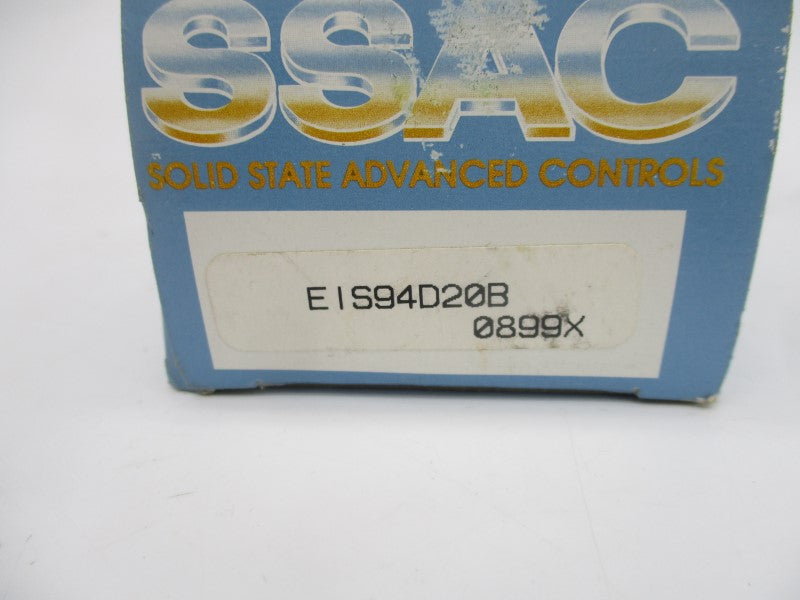 SSAC
SOLID STATE ADVANCED CONTROLS
EIS94D20B
0899X